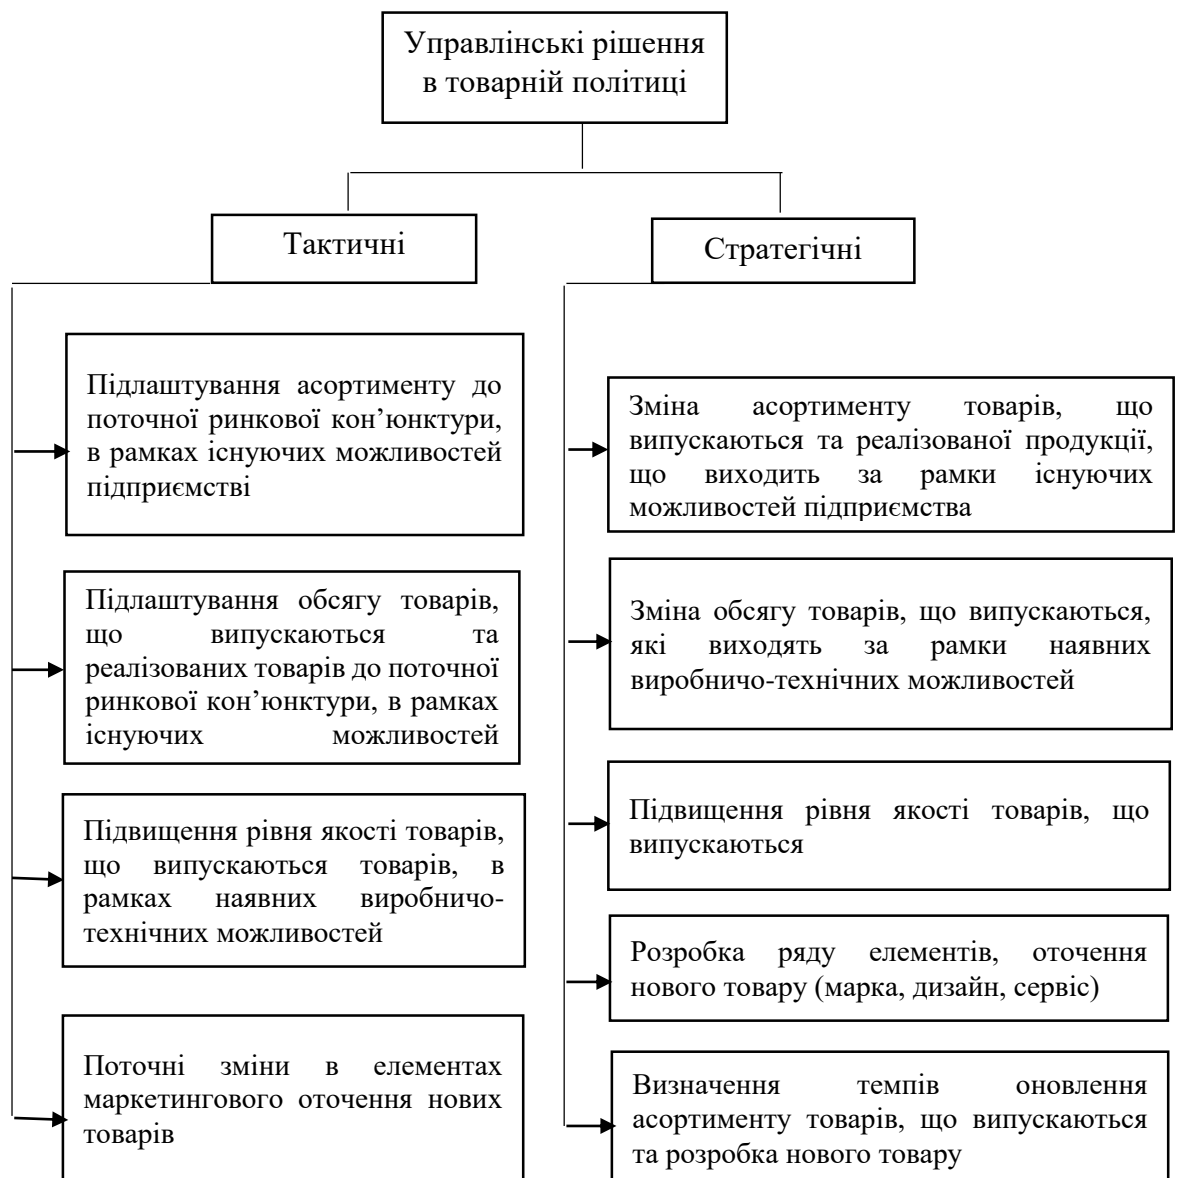 Управлінські рішення
в товарній політиці
Тактичні
Стратегічні
Підлаштування асортименту до
поточної ринкової кон’юнктури,
в рамках існуючих можливостей
підприємстві
Підлаштування обсягу товарів,
що випускаються та
реалізованих товарів до поточної
ринкової кон’юнктури, в рамках
існуючих можливостей
Підвищення рівня якості товарів,
що випускаються товарів, в
рамках наявних виробничо-
технічних можливостей
Поточні зміни в елементах
маркетингового оточення нових
товарів
Зміна асортименту товарів, що
випускаються та реалізованої продукції,
що виходить за рамки існуючих
можливостей підприємства
Зміна обсягу товарів, що випускаються,
які виходять за рамки наявних
виробничо-технічних можливостей
Підвищення рівня якості товарів, що
випускаються
Розробка ряду елементів, оточення
нового товару (марка, дизайн, сервіс)
Визначення темпів оновлення
асортименту товарів, що випускаються
та розробка нового товару